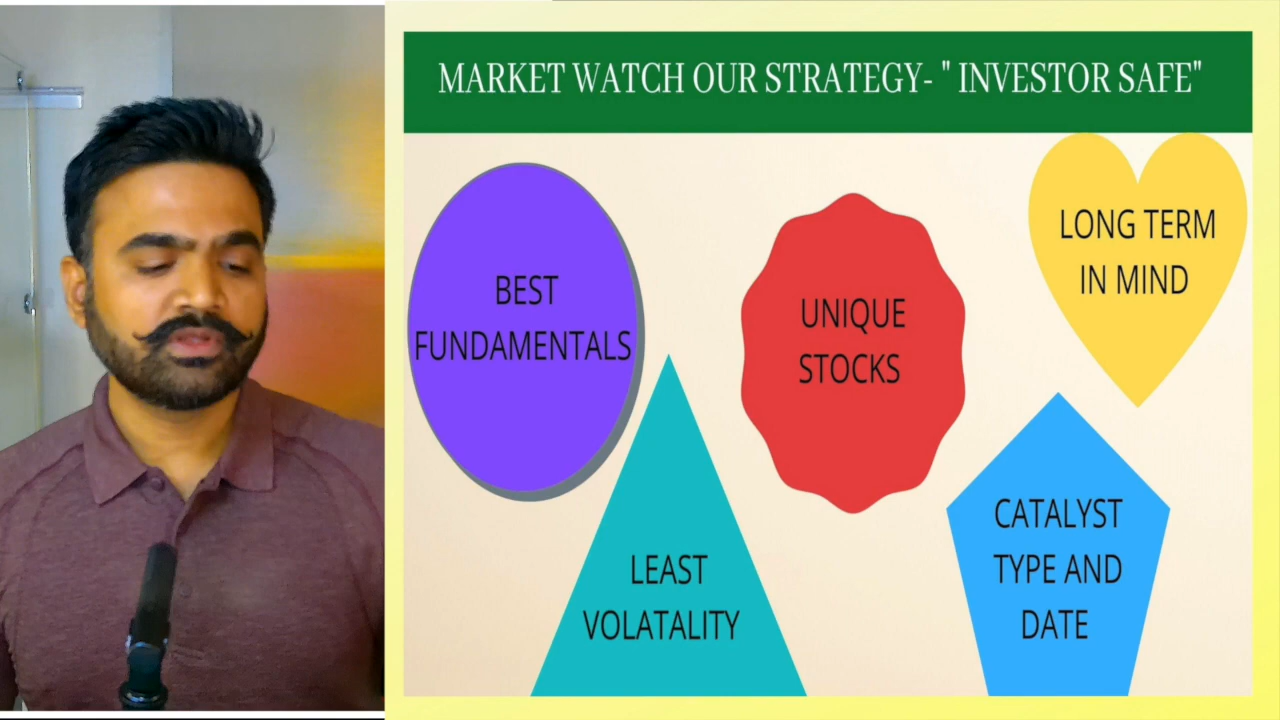 MARKET WATCH OUR STRATEGY- " INVESTOR SAFE"
BEST
FUNDAMENTALS
LEAST
VOLATALITY
UNIQUE
STOCKS
LONG TERM
IN MIND
CATALYST
TYPE AND
DATE